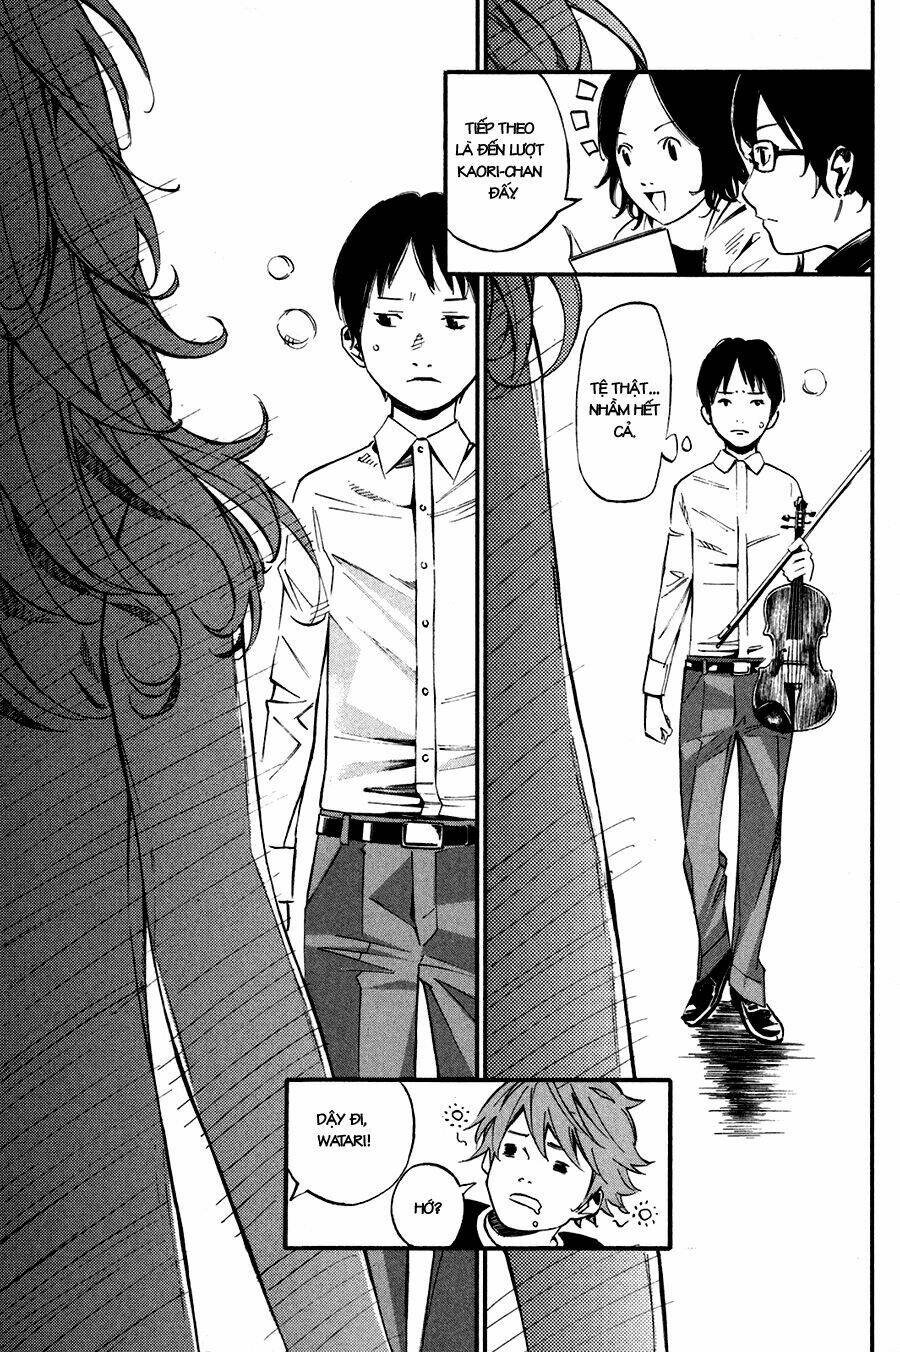 TIẾP THEO
LÀ ĐẾN LƯỢT
KAORI-CHAN
ĐẤY.
TỆ THẬT...
NHẦM HẾT
CẢ.
DẬY ĐI,
WATARI!
HỚ?